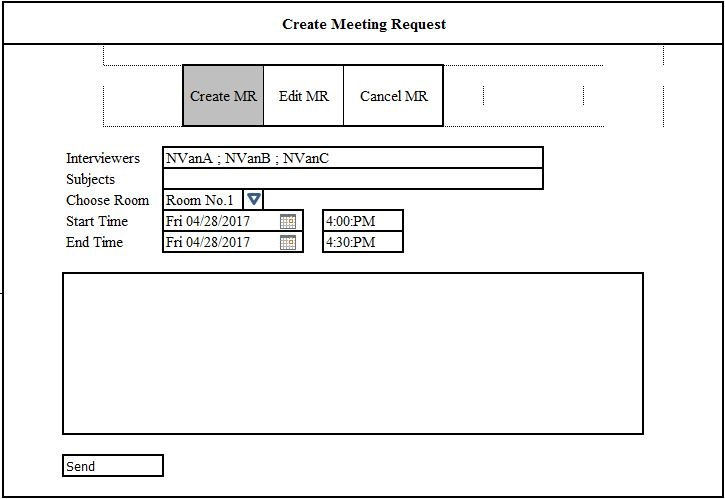 Create Meeting Request
Create MR Edit MR Cancel MR
Interviewers NVanA ; NVanB ; NVanC
Subjects
Choose Room Room No.1
Start Time Fri 04/28/2017 4:00:PM
End Time Fri 04/28/2017 4:30:PM
Send